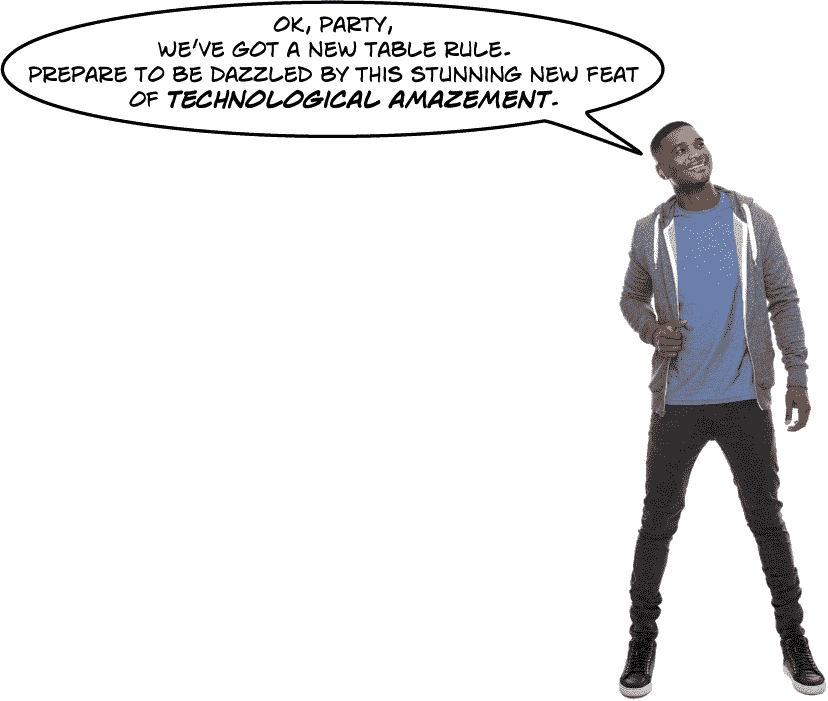 OK, PARTY,
WE'VE GOT A NEW TABLE RULE.
PREPARE TO BE DAZZLED BY THIS STUNNING NEW FEAT
OF TECHNOLOGICAL AMAZEMENT.